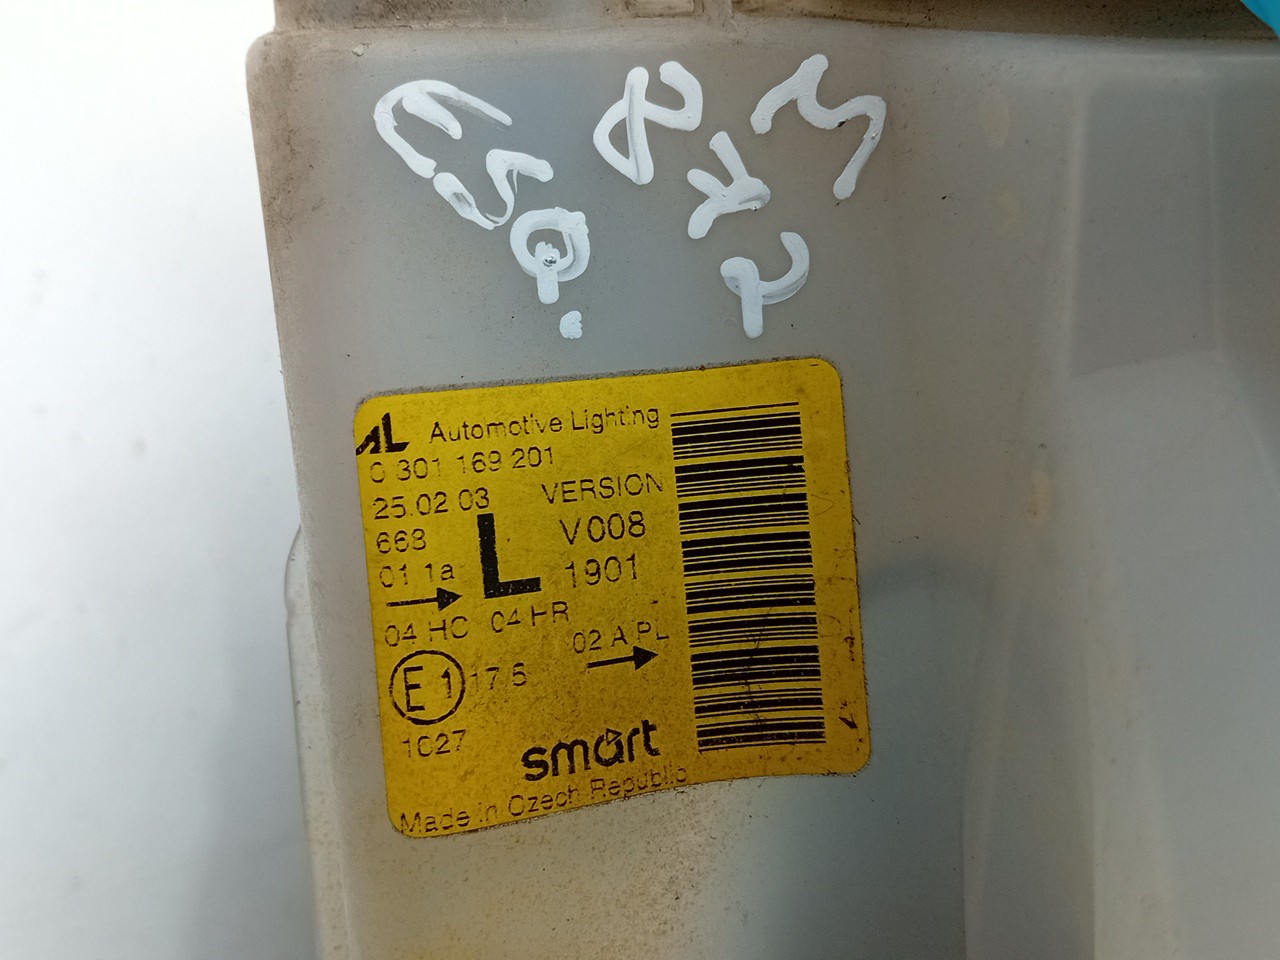 AL Automotive Lighting
0 301 169 201
25.02.03 VERSION
663 L V008
01 1a 1901
04 HC 04 HR
02 A PL
E1 17.5
1027
smart
Made in Czech Republic